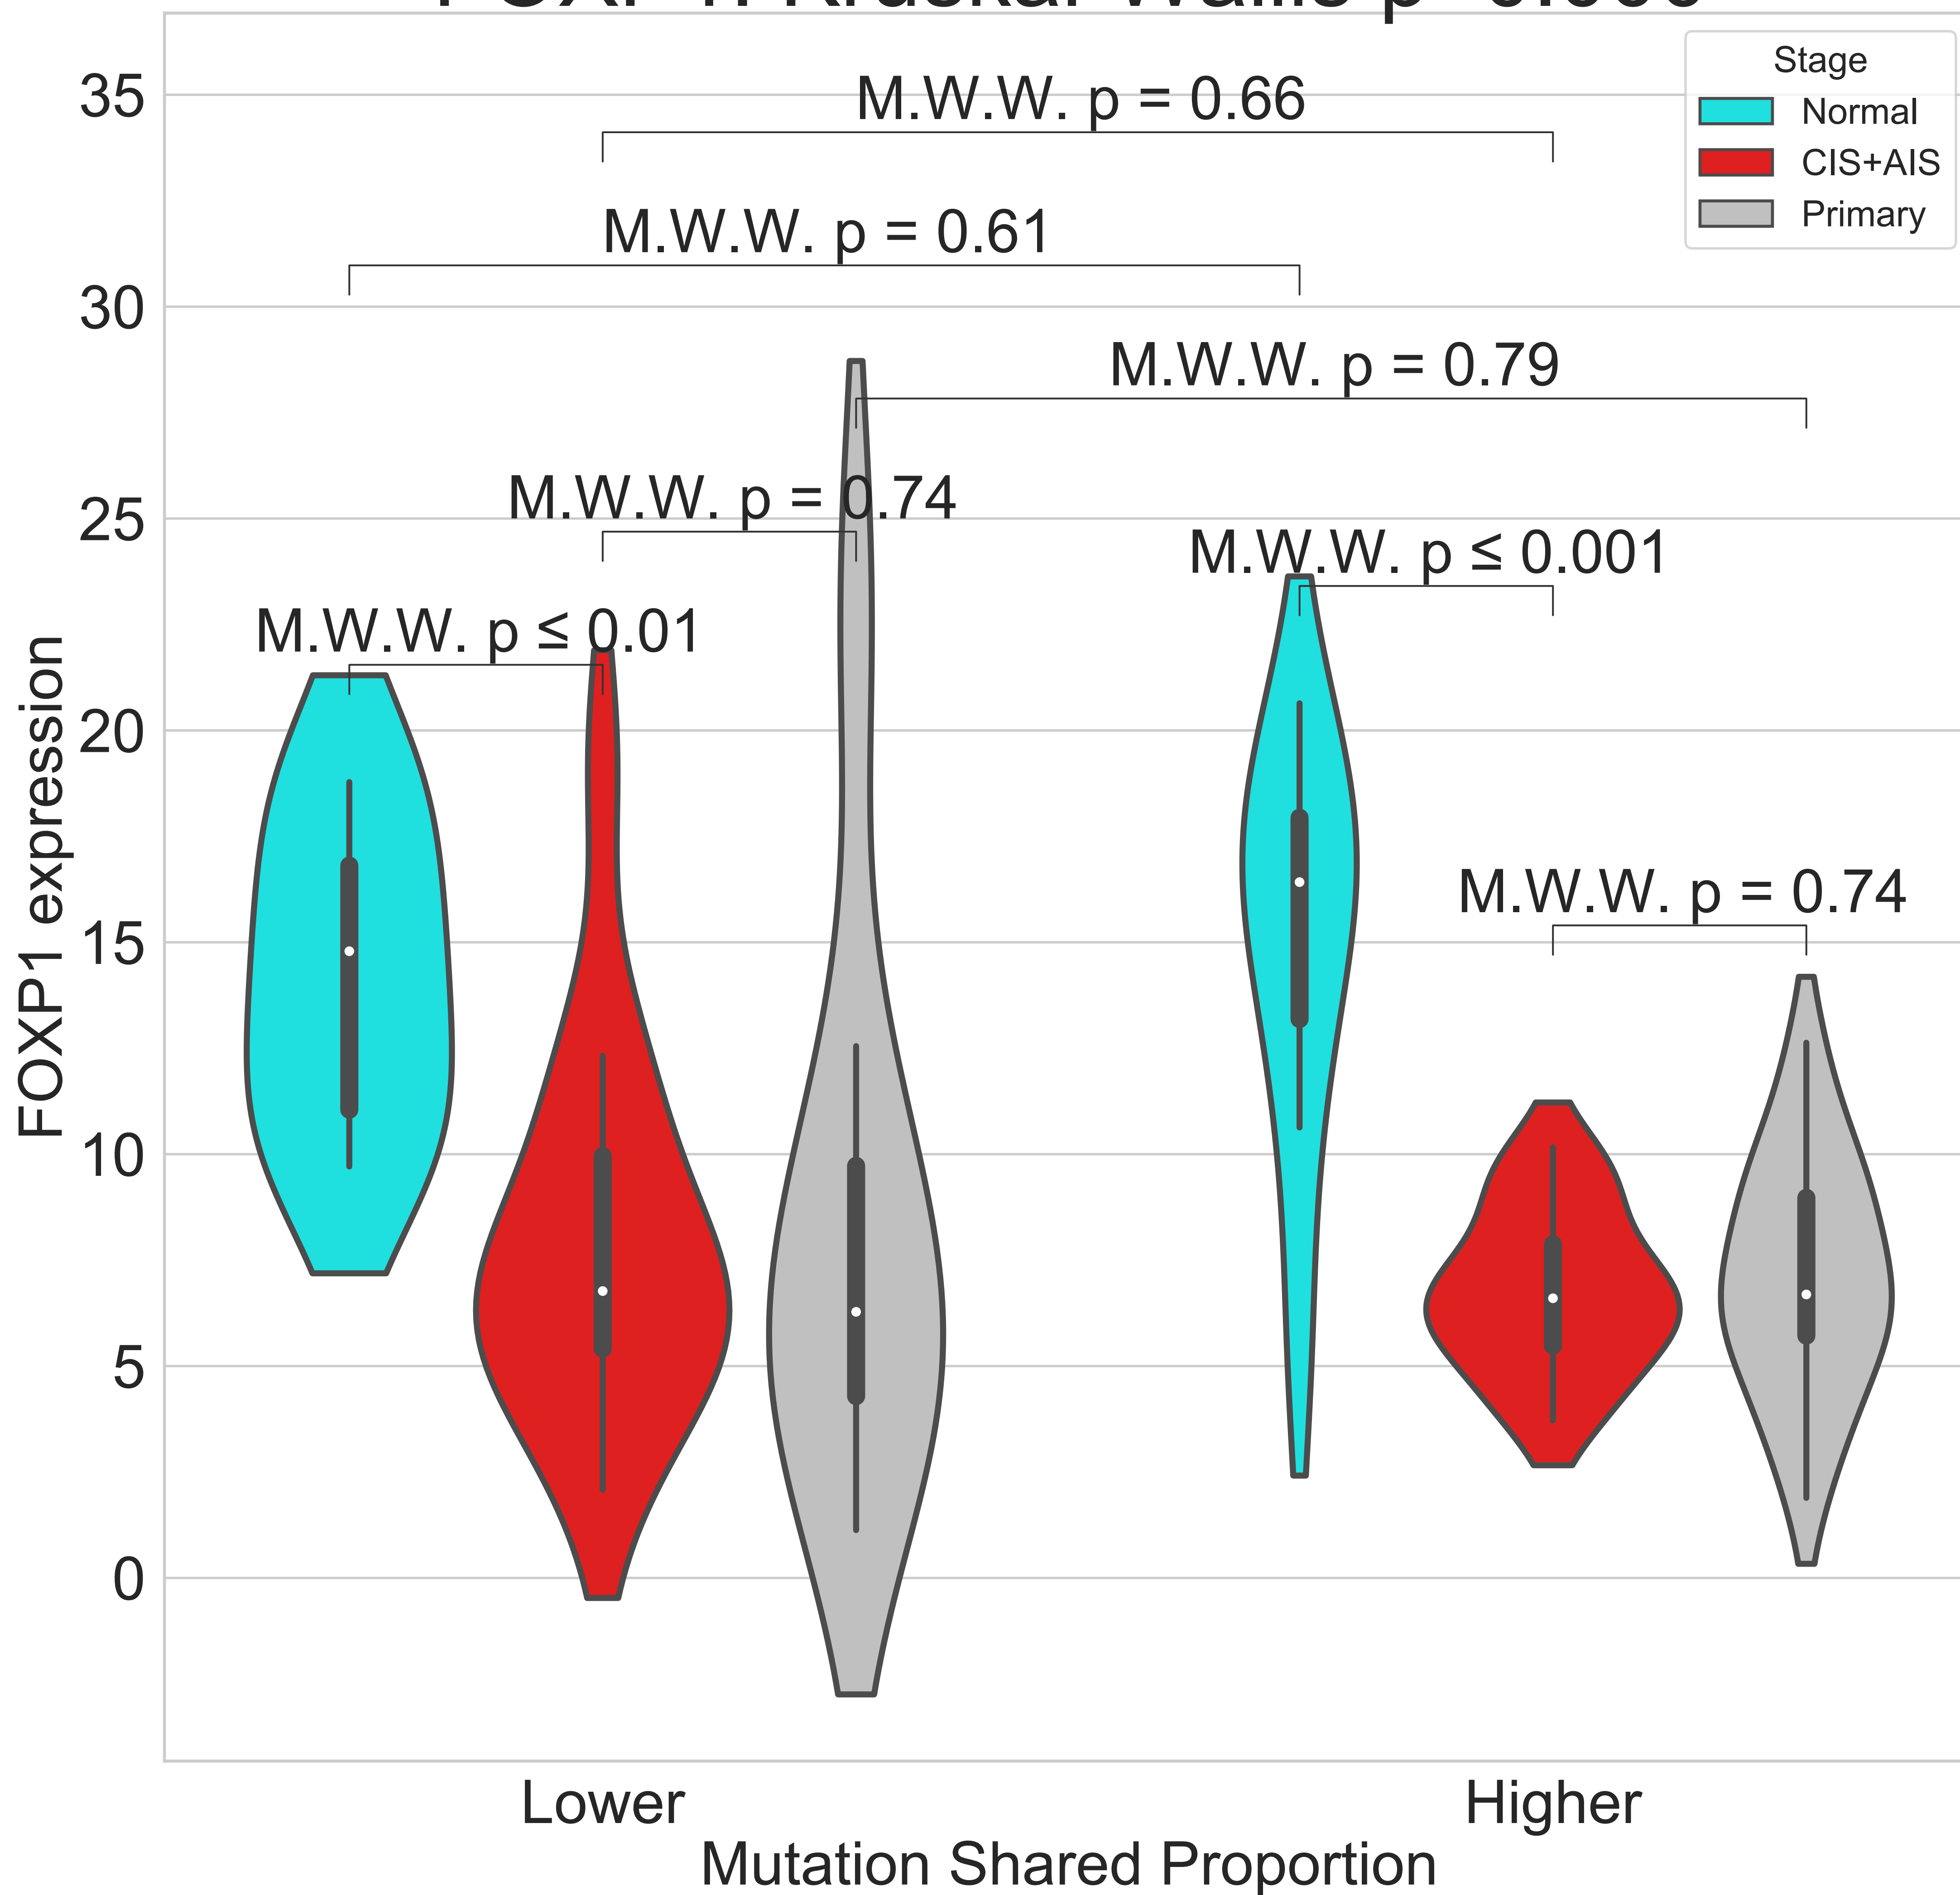 35
30
25
20
15
10
5
0
FOXP1 expression
M.W.W. p = 0.66
M.W.W. p = 0.61
M.W.W. p = 0.79
M.W.W. p = 0.74
M.W.W. p ≤ 0.001
M.W.W. p ≤ 0.01
M.W.W. p = 0.74
Stage
Normal
CIS+AIS
Primary
Lower
Higher
Mutation Shared Proportion